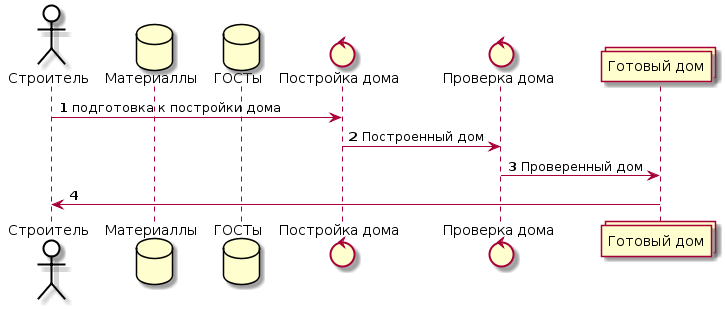 Строитель Материаллы ГОСТы Постройка дома Проверка дома Готовый дом
1 подготовка к постройки дома
2 Построенный дом
3 Проверенный дом
4
Строитель Материаллы ГОСТы Постройка дома Проверка дома Готовый дом